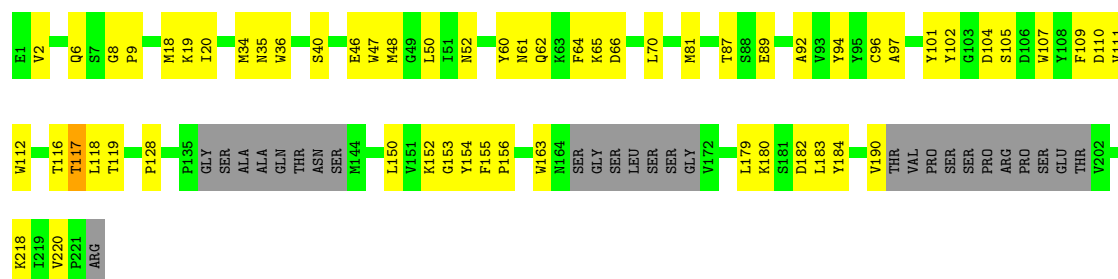 E1 V2 Q6 S7 G8 P9 M18 K19 I20 M34 N35 W36 S40 E46 W47 M48 G49 L50 I51 N52 Y60 N61 Q62 K63 F64 K65 D66 L70 M81 T87 S88 E89 A92 V93 Y94 Y95 C96 A97 Y101 Y102 G103 D104 S105 D106 W107 Y108 F109 D110 V111
W112 T116 T117 L118 T119 P128 P135 GLY SER ALA ALA GLN THR ASN SER M144 L150 V151 K152 G153 Y154 F155 P156 W163 N164 SER GLY SER LEU SER SER GLY V172 L179 K180 S181 D182 L183 Y184 V190 THR VAL PRO SER SER PRO ARG PRO SER GLU THR V202
K218 I219 V220 P221 ARG